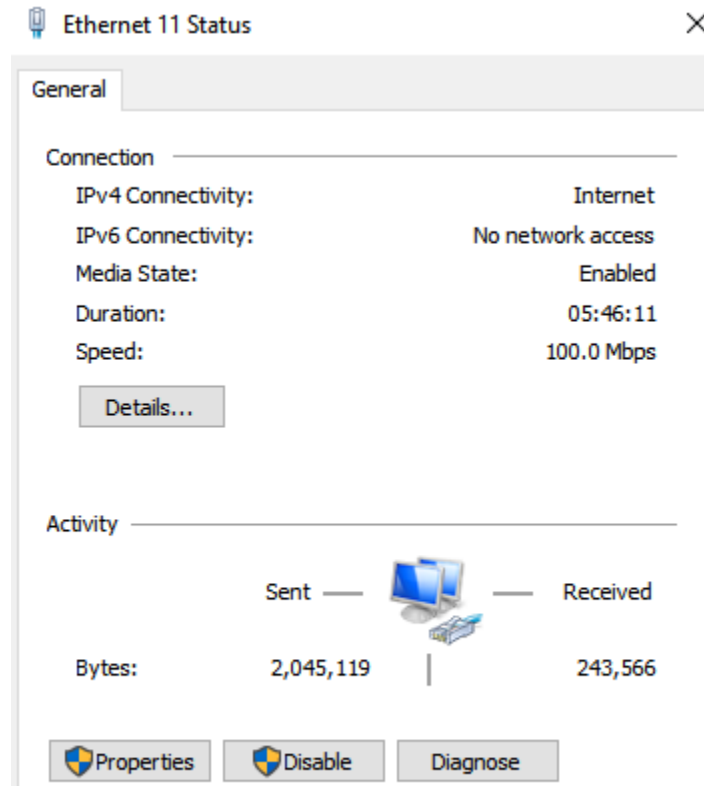 Ethernet 11 Status
General
Connection
IPv4 Connectivity: Internet
IPv6 Connectivity: No network access
Media State: Enabled
Duration: 05:46:11
Speed: 100.0 Mbps
Details...
Activity
Sent Received
Bytes: 2,045,119 243,566
Properties Disable Diagnose